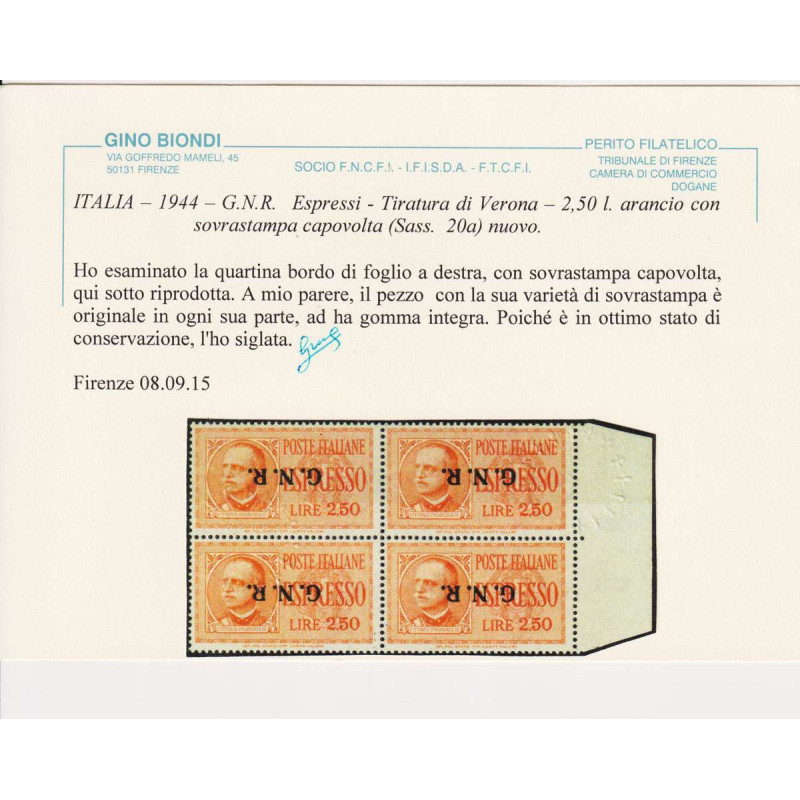 GINO BIONDI
VIA GOFFREDO MAMELI, 45
50131 FIRENZE
SOCIO F.N.C.F.I. - I.F.I.S.D.A. - F.T.C.F.I.
PERITO FILATELICO
TRIBUNALE DI FIRENZE
CAMERA DI COMMERCIO
DOGANE
ITALIA – 1944 – G.N.R. Espressi - Tiratura di Verona – 2,50 l. arancio con
sovrastampa capovolta (Sass. 20a) nuovo.
Ho esaminato la quartina bordo di foglio a destra, con sovrastampa capovolta,
qui sotto riprodotta. A mio parere, il pezzo con la sua varietà di sovrastampa è
originale in ogni sua parte, ad ha gomma integra. Poiché è in ottimo stato di
conservazione, l'ho siglata.
Firenze 08.09.15
POSTE ITALIANE
G.N.R.
ESPRESSO
LIRE 2.50
POSTE ITALIANE
G.N.R.
ESPRESSO
LIRE 2.50
POSTE ITALIANE
G.N.R.
ESPRESSO
LIRE 2.50
POSTE ITALIANE
G.N.R.
ESPRESSO
LIRE 2.50